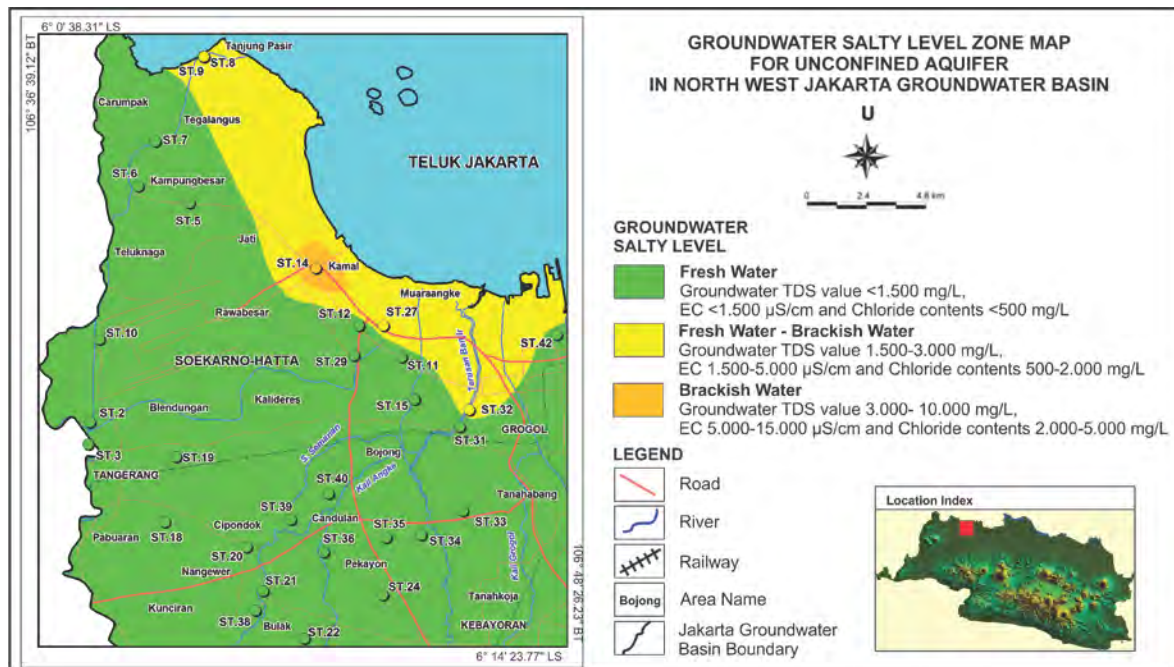 6° 0' 38.31" LS
106° 36' 39.12" BT
Tanjung Pasir
ST.9
ST.8
Carumpak
Tegalangus
ST.7
TELUK JAKARTA
ST.6
Kampungbesar
ST.5
Jati
Teluknaga
ST.14
Kamal
Muaraangke
Rawabesar
ST.12
ST.27
ST.10
ST.42
SOEKARNO-HATTA
ST.29
ST.11
Terusan Banjir
Kalideres
ST.15
Blendungan
ST.2
ST.32
ST.31
GROGOL
S. Semanan
ST.3
ST.19
Bojong
TANGERANG
Kali Angke
ST.40
Tanahabang
ST.39
Candulan
ST.33
Cipondok
ST.35
Pabuaran
ST.18
ST.36
ST.34
Kali Grogol
ST.20
Pekayon
Nangewer
ST.21
ST.24
Kunciran
Tanahkoja
ST.38
Bulak
KEBAYORAN
ST.22
106° 48' 26.23" BT
6° 14' 23.77" LS
GROUNDWATER SALTY LEVEL ZONE MAP
FOR UNCONFINED AQUIFER
IN NORTH WEST JAKARTA GROUNDWATER BASIN
U
0 2.4 4.8 km
GROUNDWATER
SALTY LEVEL
Fresh Water
Groundwater TDS value <1.500 mg/L,
EC <1.500 µS/cm and Chloride contents <500 mg/L
Fresh Water - Brackish Water
Groundwater TDS value 1.500-3.000 mg/L,
EC 1.500-5.000 µS/cm and Chloride contents 500-2.000 mg/L
Brackish Water
Groundwater TDS value 3.000- 10.000 mg/L,
EC 5.000-15.000 µS/cm and Chloride contents 2.000-5.000 mg/L
LEGEND
Road
River
Railway
Bojong Area Name
Jakarta Groundwater
Basin Boundary
Location Index